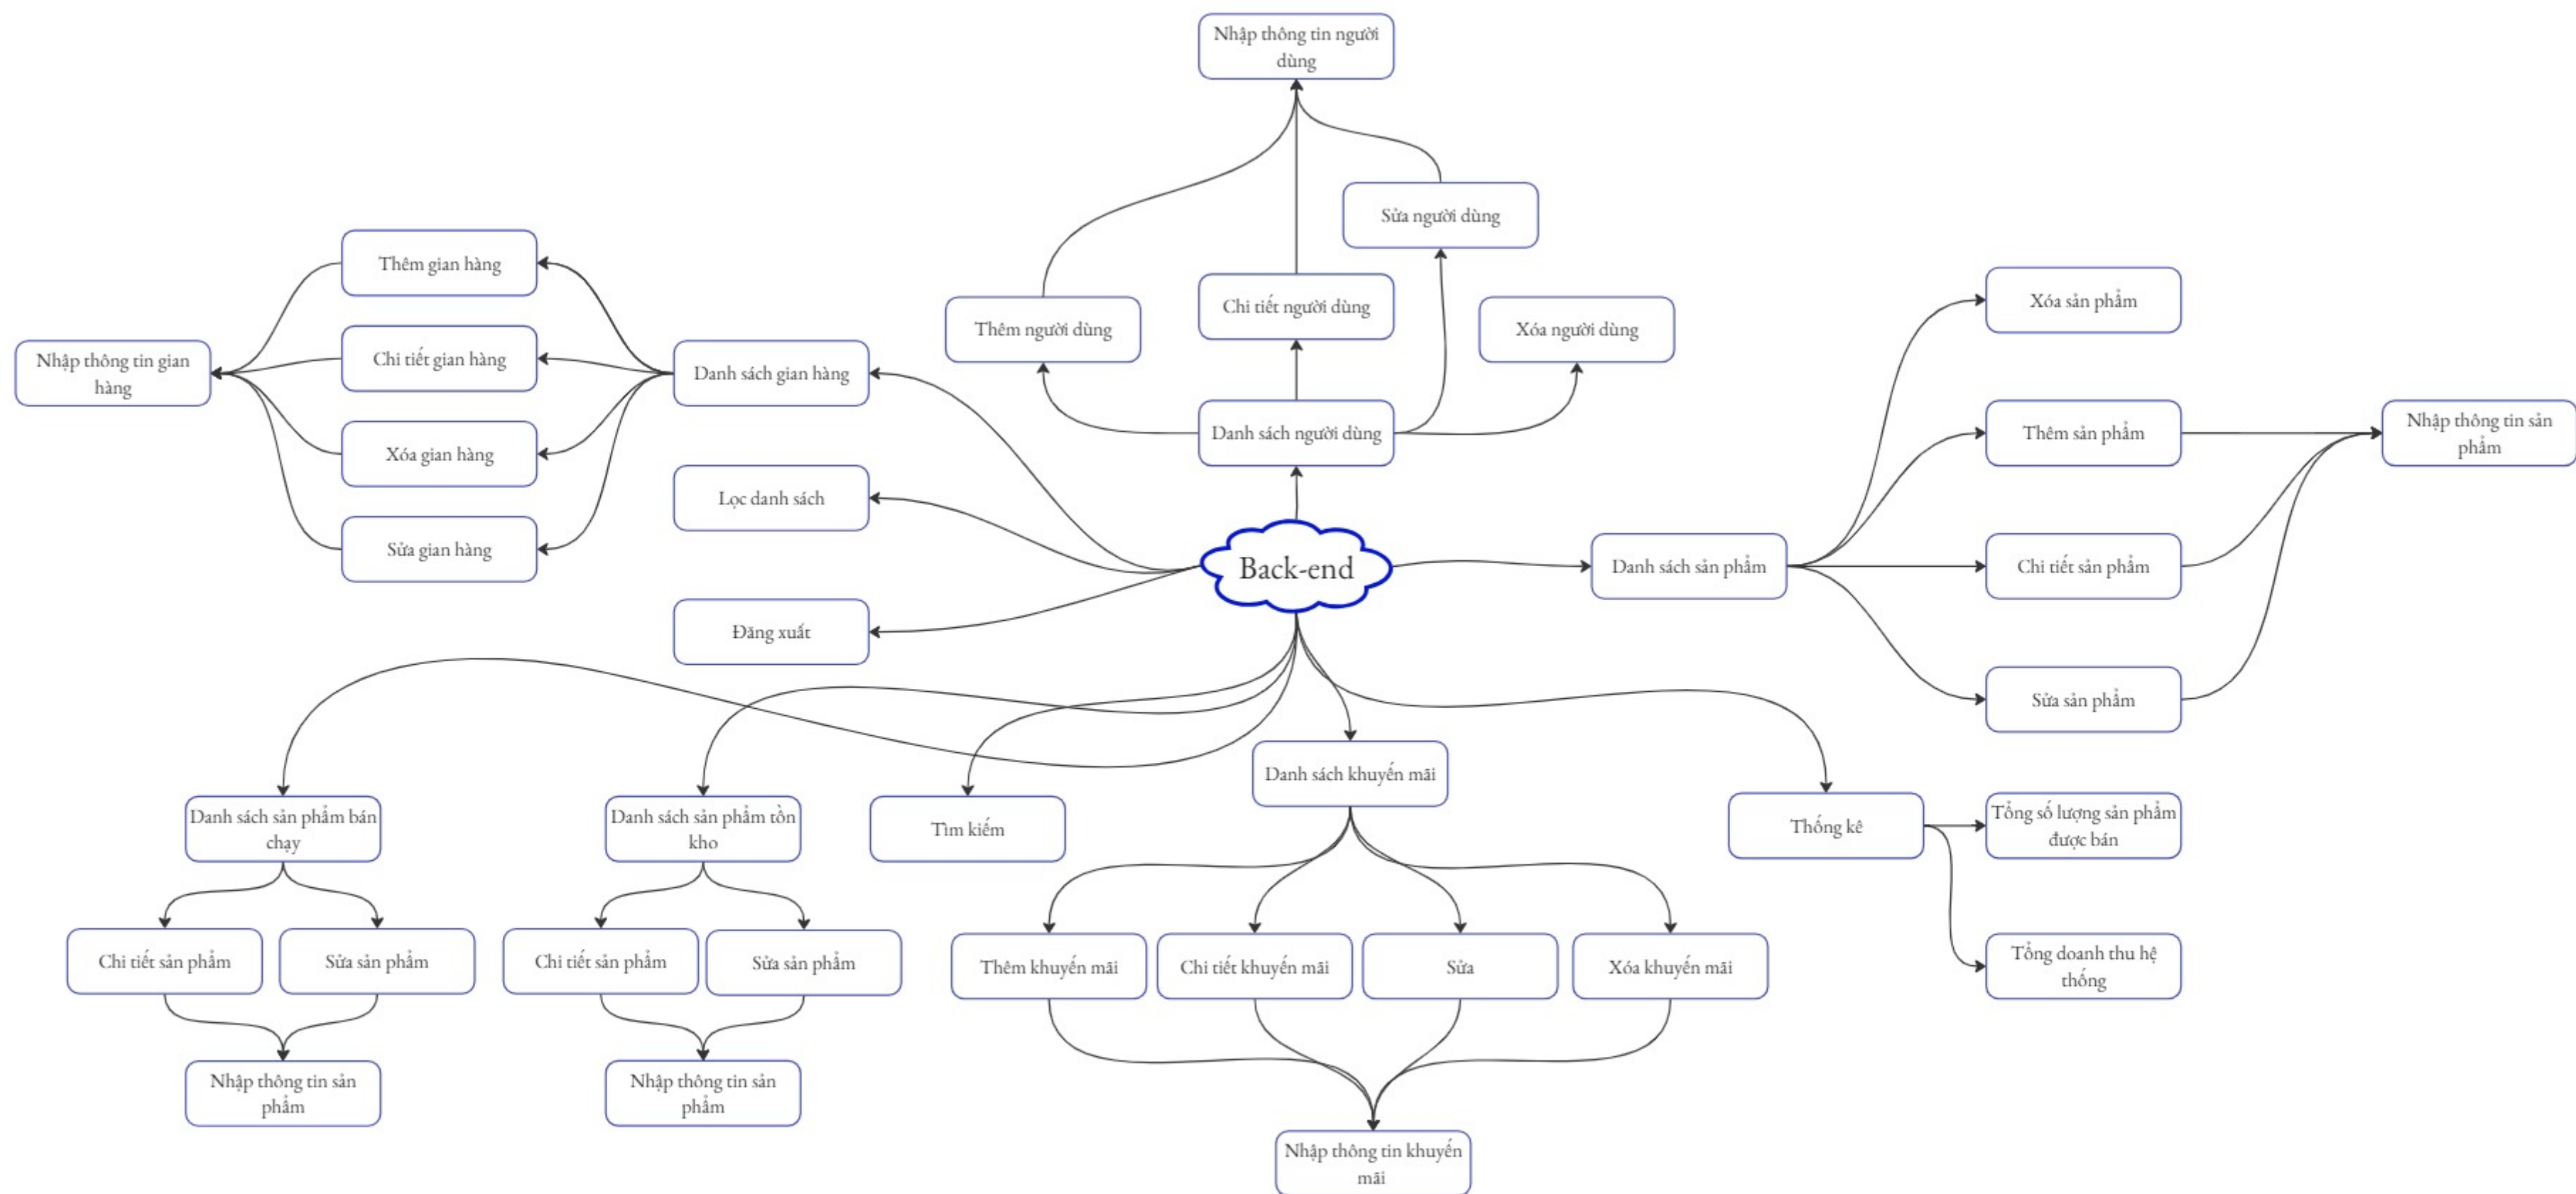 Nhập thông tin người
dùng
Sửa người dùng
Thêm gian hàng
Chi tiết người dùng
Xóa sản phẩm
Thêm người dùng
Xóa người dùng
Nhập thông tin gian
hàng
Chi tiết gian hàng
Danh sách gian hàng
Danh sách người dùng
Thêm sản phẩm
Nhập thông tin sản
phẩm
Xóa gian hàng
Lọc danh sách
Sửa gian hàng
Back-end
Danh sách sản phẩm
Chi tiết sản phẩm
Đăng xuất
Sửa sản phẩm
Danh sách khuyến mãi
Danh sách sản phẩm bán
chạy
Danh sách sản phẩm tồn
kho
Tìm kiếm
Thống kê
Tổng số lượng sản phẩm
được bán
Chi tiết sản phẩm
Sửa sản phẩm
Chi tiết sản phẩm
Sửa sản phẩm
Thêm khuyến mãi
Chi tiết khuyến mãi
Sửa
Xóa khuyến mãi
Tổng doanh thu hệ
thống
Nhập thông tin sản
phẩm
Nhập thông tin sản
phẩm
Nhập thông tin khuyến
mãi